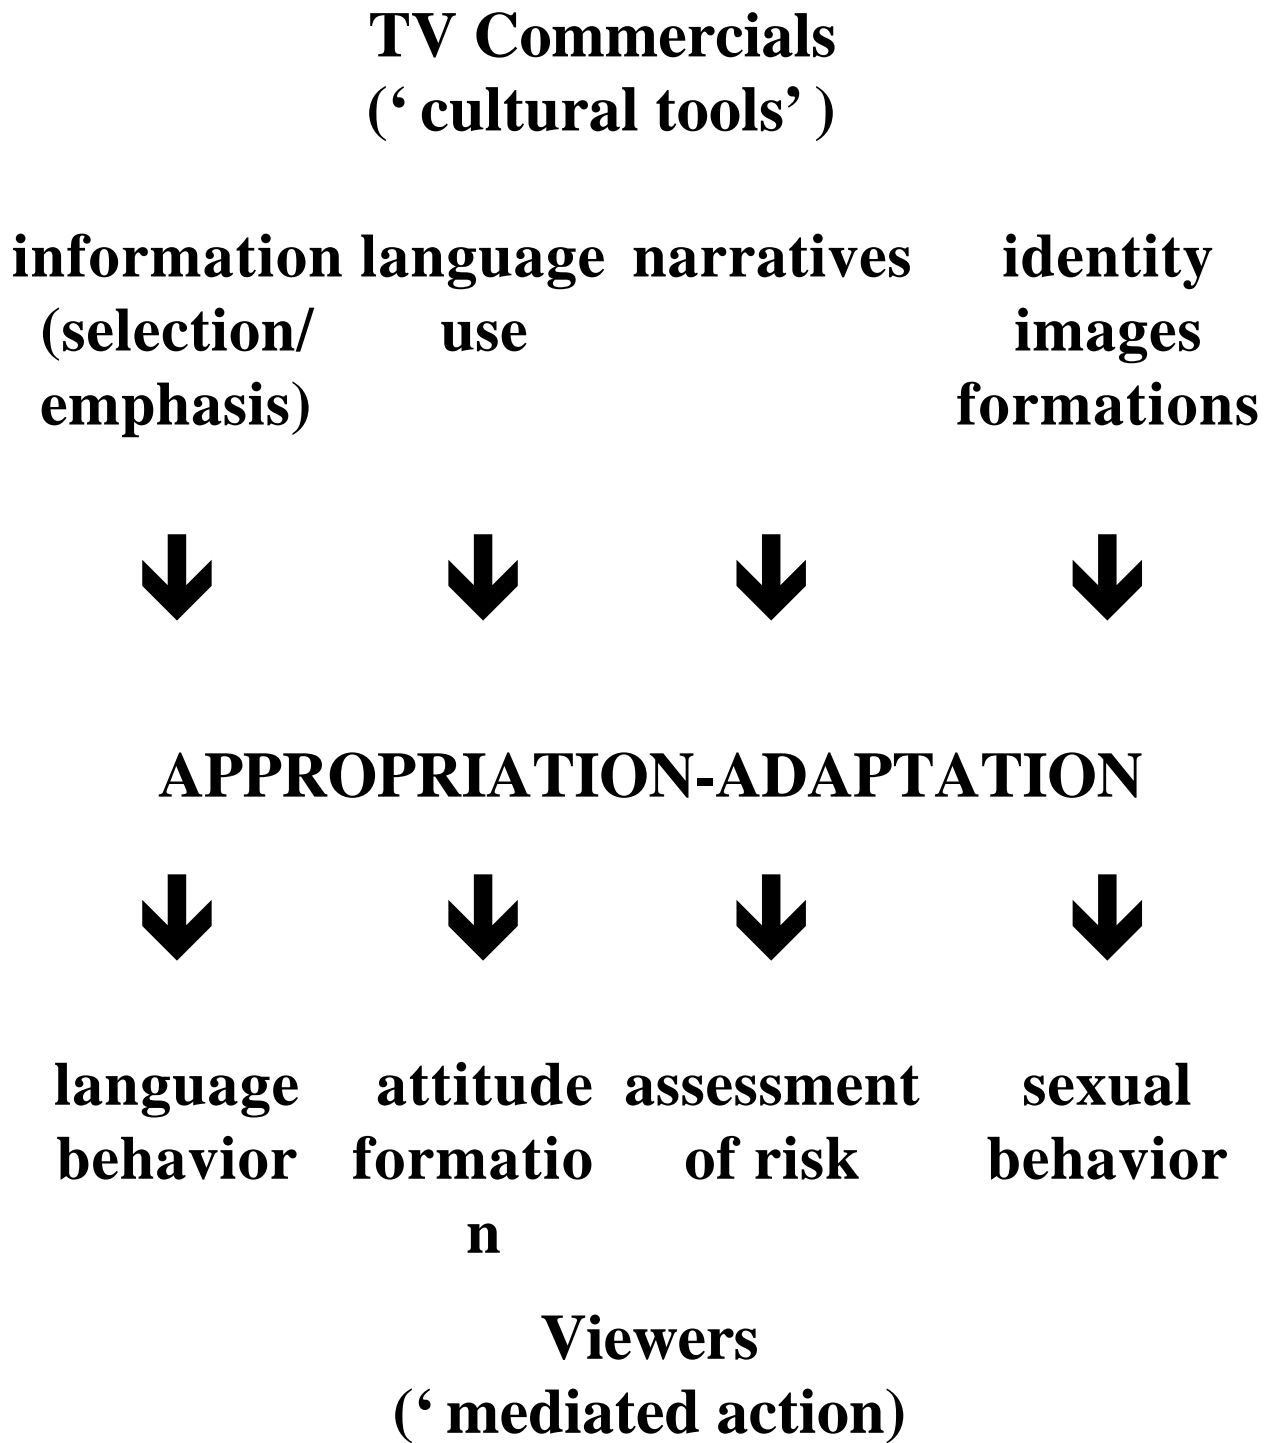 TV Commercials
(‘ cultural tools’ )
information language use narratives identity
(selection/ use images
emphasis) formations
APPROPRIATION-ADAPTATION
language attitude assessment sexual
behavior formatio of risk behavior
n
Viewers
(‘ mediated action)